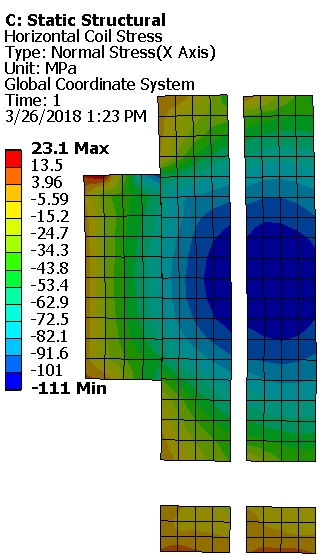 C: Static Structural
Horizontal Coil Stress
Type: Normal Stress(X Axis)
Unit: MPa
Global Coordinate System
Time: 1
3/26/2018 1:23 PM
23.1 Max
13.5
3.96
-5.59
-15.2
-24.7
-34.3
-43.8
-53.4
-62.9
-72.5
-82.1
-91.6
-101
-111 Min